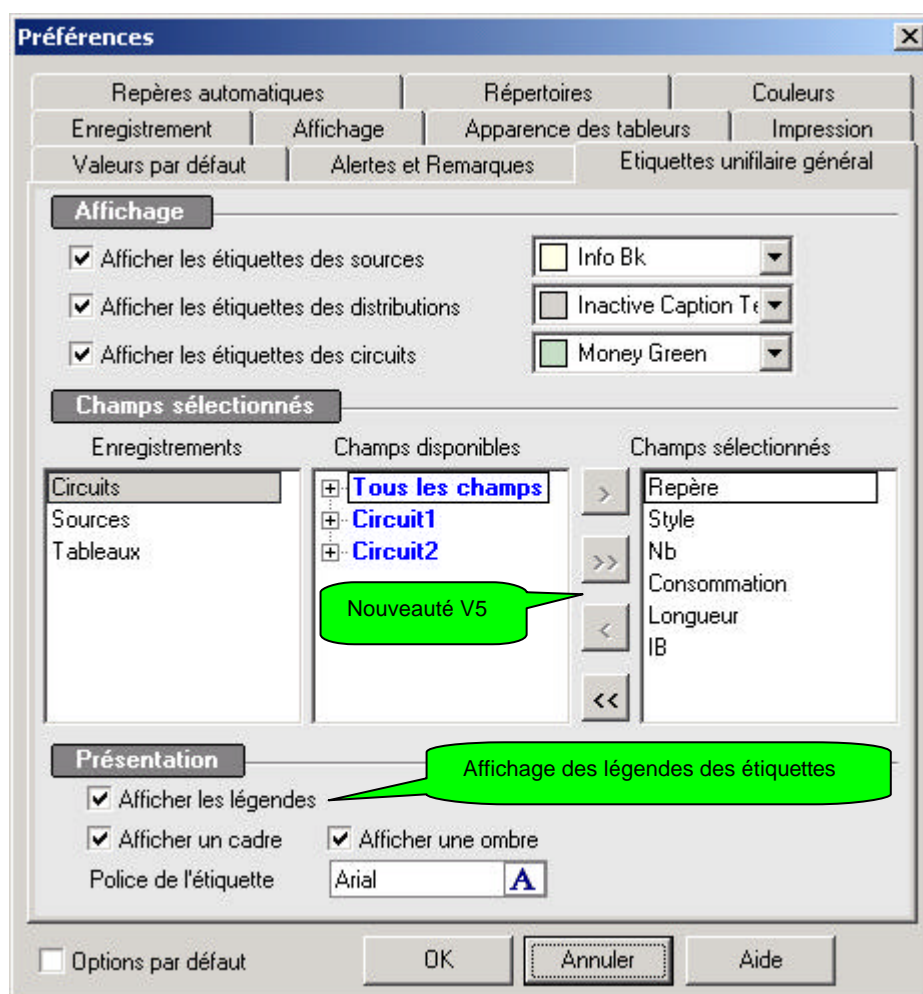 Préférences
Repères automatiques Répertoires Couleurs
Enregistrement Affichage Apparence des tableurs Impression
Valeurs par défaut Alertes et Remarques Etiquettes unifilaire général
Affichage
Afficher les étiquettes des sources Info Bk
Afficher les étiquettes des distributions Inactive Caption Te
Afficher les étiquettes des circuits Money Green
Champs sélectionnés
Enregistrements Champs disponibles Champs sélectionnés
Circuits Tous les champs > Repère
Sources Circuit1 Style
Tableaux Circuit2 >> Nb
Consommation
Nouveauté V5 < Longueur
IB
<<
Présentation
Affichage des légendes des étiquettes
Afficher les légendes
Afficher un cadre Afficher une ombre
Police de l'étiquette Arial A
Options par défaut OK Annuler Aide